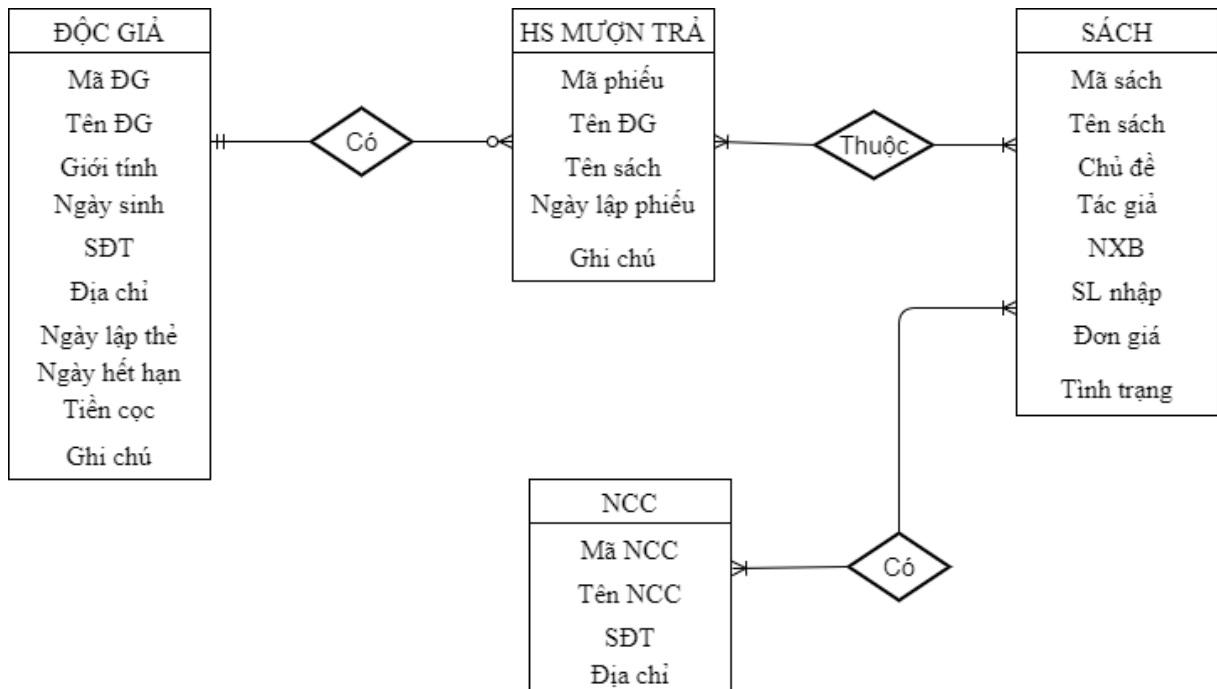 ĐỘC GIẢ
Mã ĐG
Tên ĐG
Giới tính
Ngày sinh
SĐT
Địa chỉ
Ngày lập thẻ
Ngày hết hạn
Tiền cọc
Ghi chú
Có
HS MƯỢN TRẢ
Mã phiếu
Tên ĐG
Tên sách
Ngày lập phiếu
Ghi chú
Thuộc
SÁCH
Mã sách
Tên sách
Chủ đề
Tác giả
NXB
SL nhập
Đơn giá
Tình trạng
NCC
Mã NCC
Tên NCC
SĐT
Địa chỉ
Có